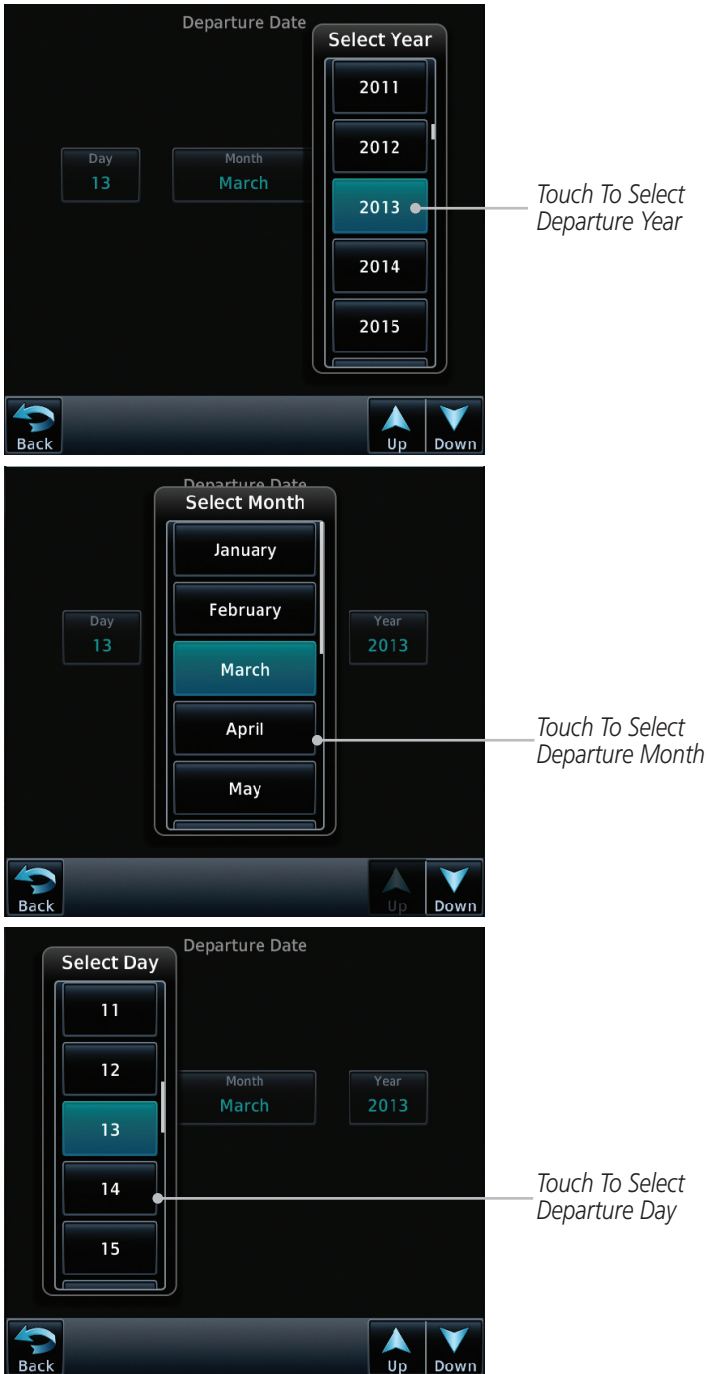 Departure Date
Select Year
2011
2012
Day
13
Month
March
2013
2014
2015
Touch To Select
Departure Year
Back
Up
Down
Departure Date
Select Month
January
February
Day
13
Year
2013
March
April
May
Touch To Select
Departure Month
Back
Up
Down
Departure Date
Select Day
11
12
13
14
15
Month
March
Year
2013
Touch To Select
Departure Day
Back
Up
Down